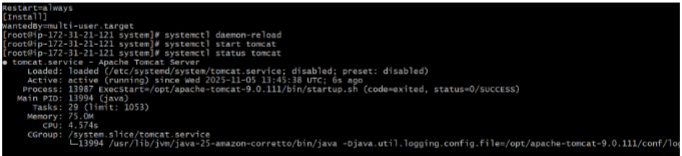 Restart=always
[Install]
WantedBy=multi-user.target
[root@ip-172-31-21-121 system]# systemctl daemon-reload
[root@ip-172-31-21-121 system]# systemctl start tomcat
[root@ip-172-31-21-121 system]# systemctl status tomcat
● tomcat.service - Apache Tomcat Server
Loaded: loaded (/etc/systemd/system/tomcat.service; disabled; preset: disabled)
Active: active (running) since Wed 2025-11-05 13:45:38 UTC; 6s ago
Process: 13987 ExecStart=/opt/apache-tomcat-9.0.111/bin/startup.sh (code=exited, status=0/SUCCESS)
Main PID: 13994 (java)
Tasks: 29 (limit: 1053)
Memory: 75.0M
CPU: 4.574s
CGroup: /system.slice/tomcat.service
└─13994 /usr/lib/jvm/java-25-amazon-corretto/bin/java -Djava.util.logging.config.file=/opt/apache-tomcat-9.0.111/conf/log